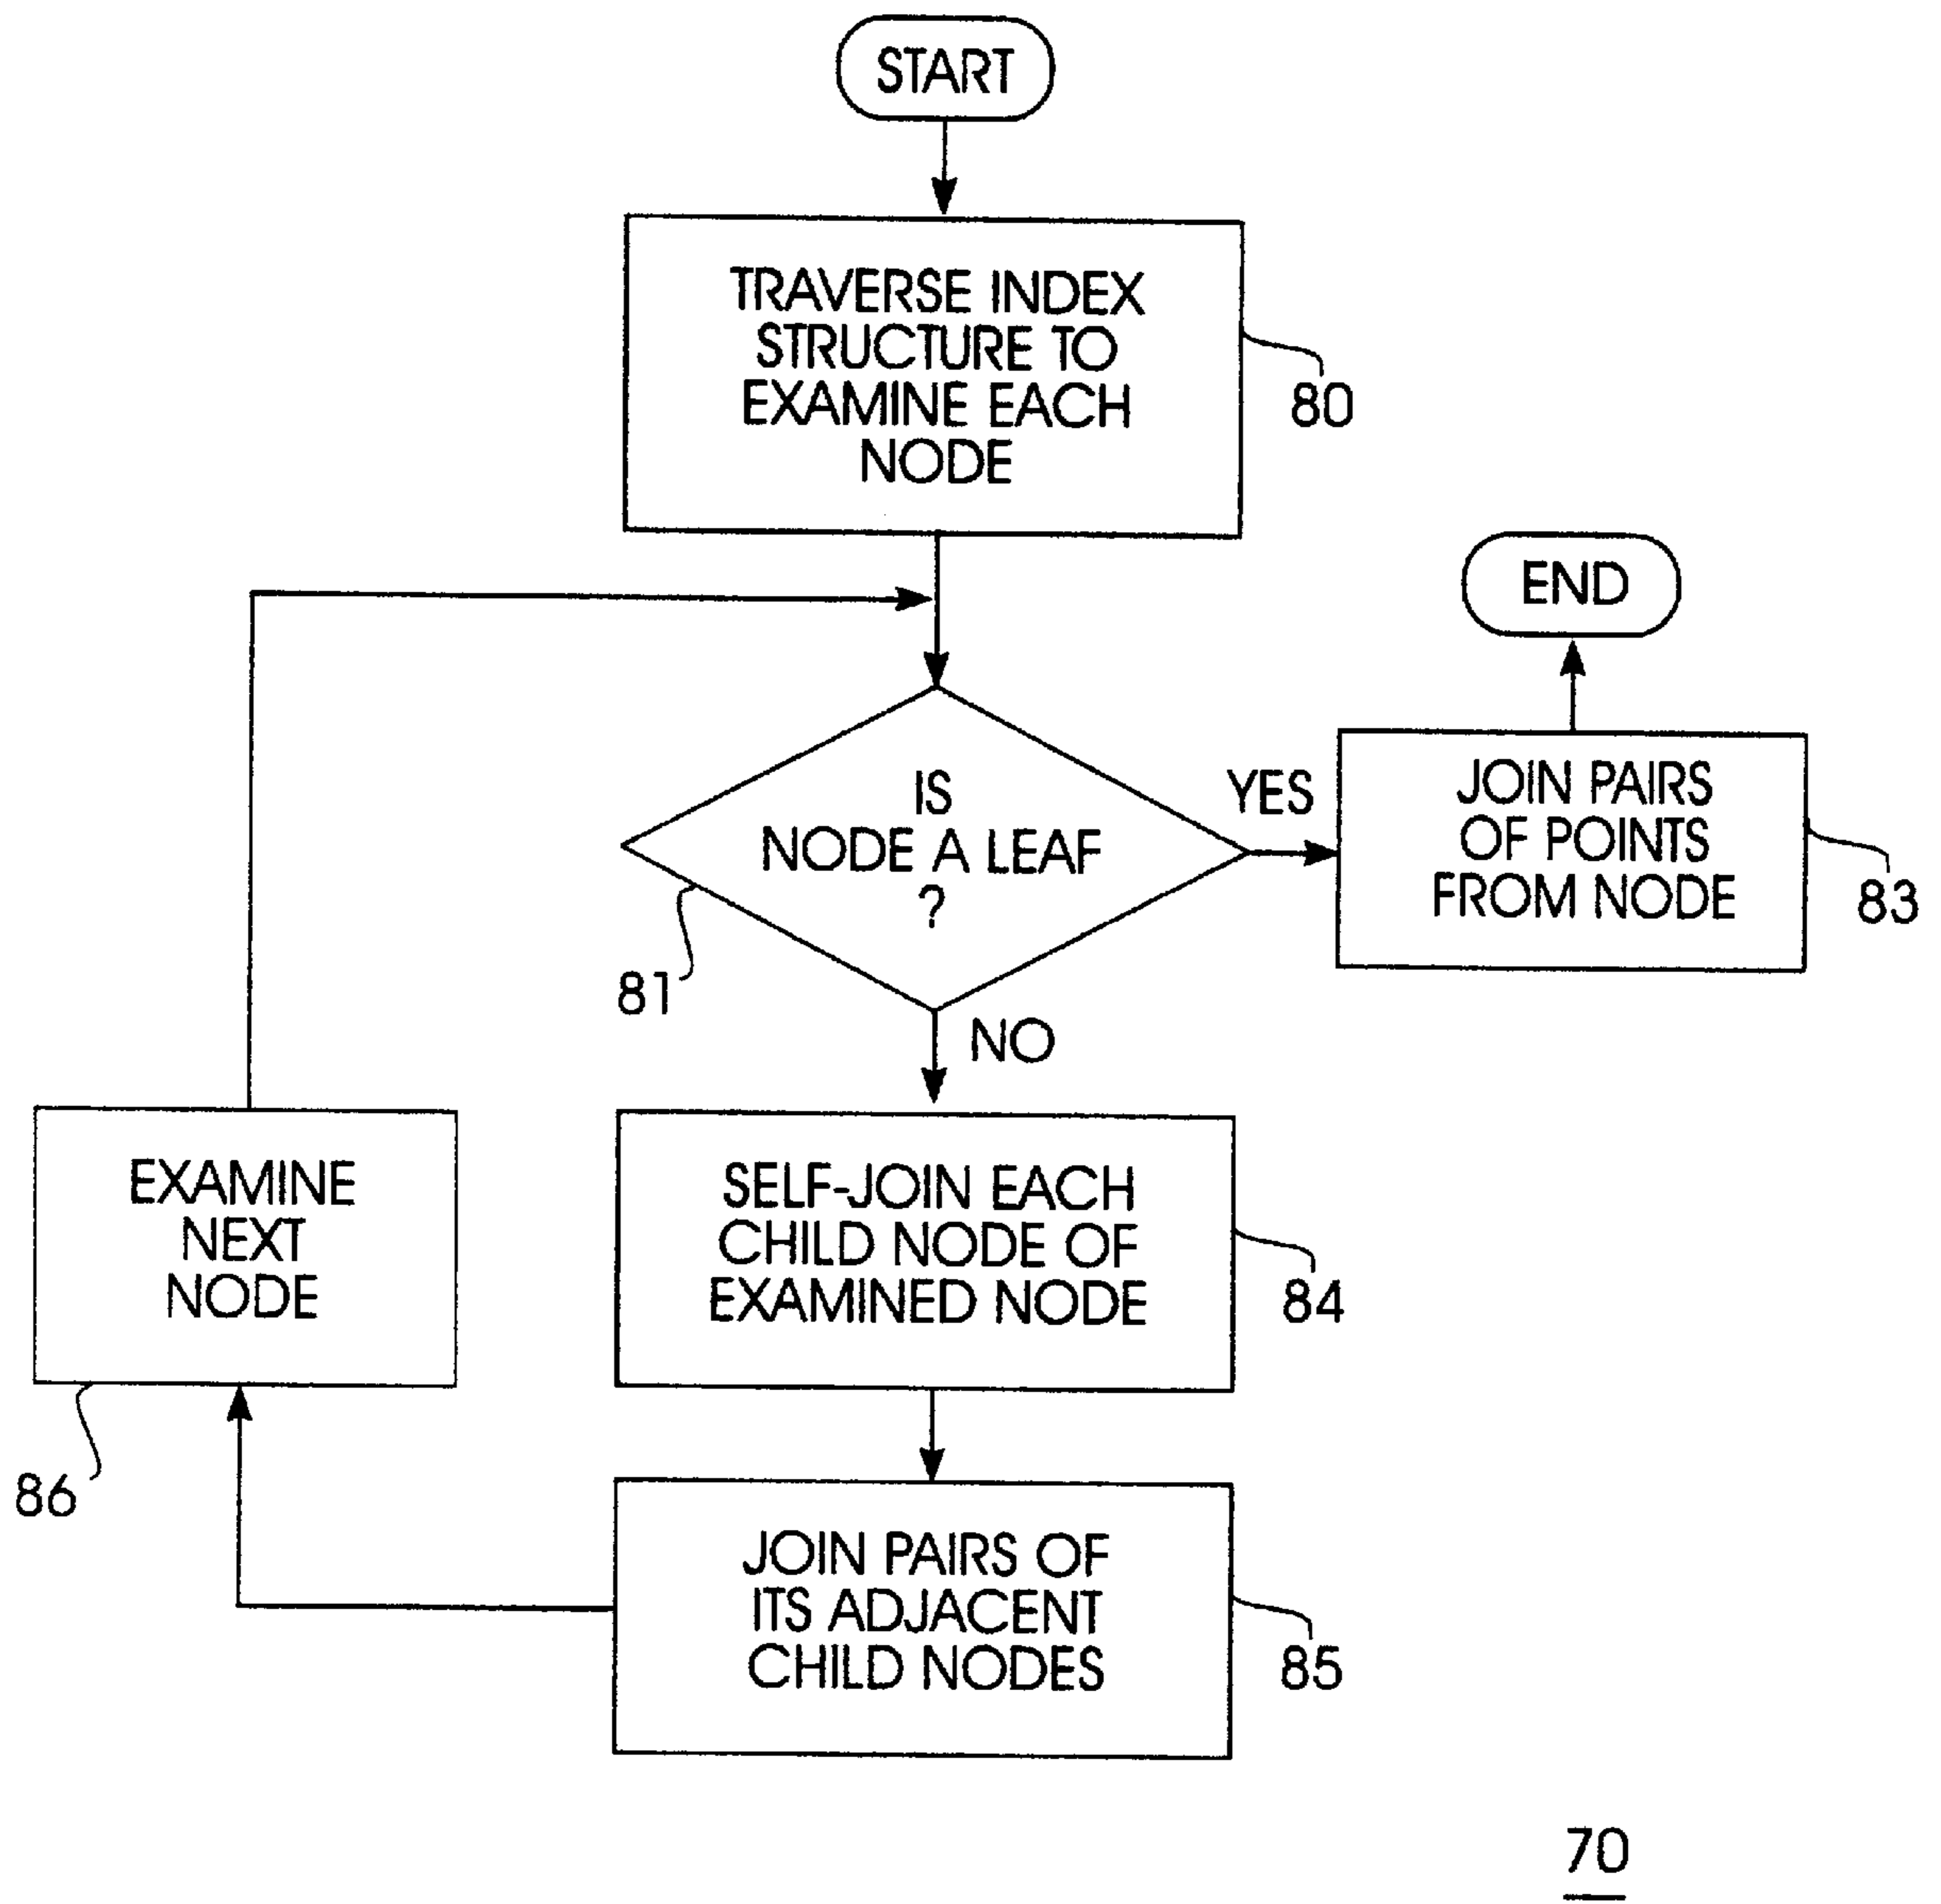 START
TRAVERSE INDEX
STRUCTURE TO
EXAMINE EACH
NODE
80
END
IS
NODE A LEAF
?
81
YES
JOIN PAIRS
OF POINTS
FROM NODE
83
NO
SELF-JOIN EACH
CHILD NODE OF
EXAMINED NODE
84
EXAMINE
NEXT
NODE
86
JOIN PAIRS OF
ITS ADJACENT
CHILD NODES
85
70